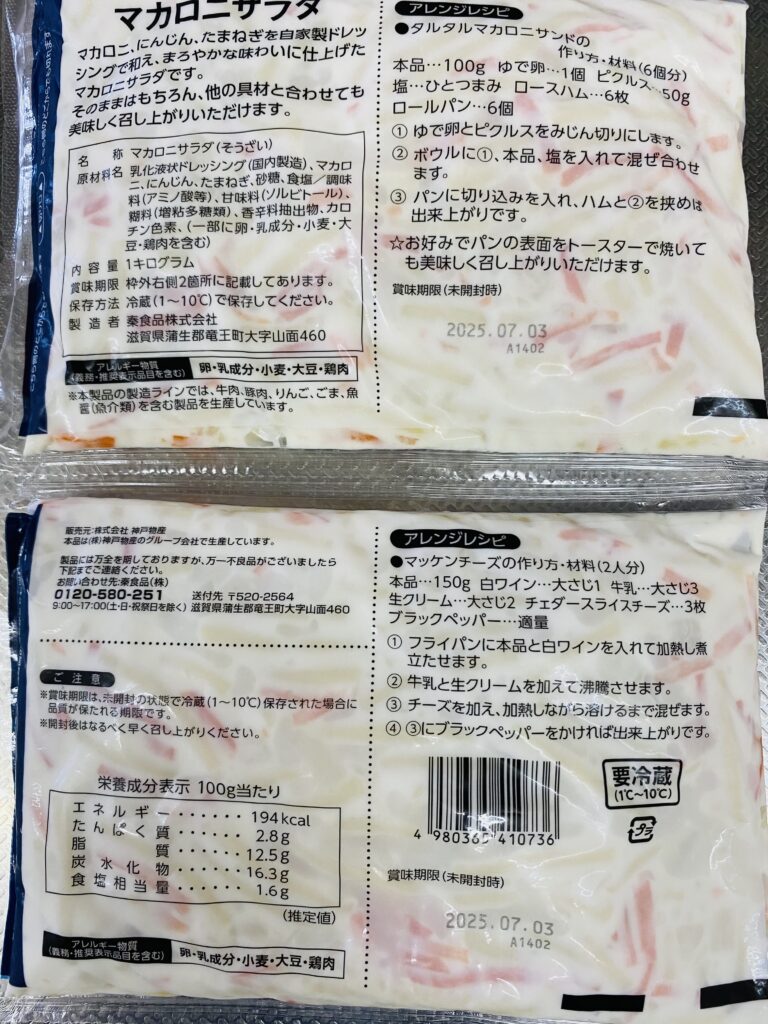 マカロニサラダ
マカロニ、にんじん、たまねぎを自家製ドレッ
シングで和え、まろやかな味わいに仕上げた
マカロニサラダです。
そのままはもちろん、他の具材と合わせても
美味しく召し上がりいただけます。
名 称 マカロニサラダ(そうざい)
原材料名 乳化液状ドレッシング(国内製造)、マカロ
ニ、にんじん、たまねぎ、砂糖、食塩/調味
料(アミノ酸等)、甘味料(ソルビトール)、
糊料(増粘多糖類)、香辛料抽出物、カロ
チン色素、(一部に卵・乳成分・小麦・大
豆・鶏肉を含む)
内容量 1キログラム
賞味期限 枠外右側2箇所に記載してあります。
保存方法 冷蔵(1~10℃)で保存してください。
製造者 秦食品株式会社
滋賀県蒲生郡竜王町大字山面460
アレルギー物質
(義務・推奨表示品目を含む)
卵・乳成分・小麦・大豆・鶏肉
※本製品の製造ラインでは、牛肉、豚肉、りんご、ごま、魚
醤(魚介類)を含む製品を生産しています。
アレンジレシピ
●タルタルマカロニサンドの
作り方・材料(6個分)
本品…100g ゆで卵…1個 ピクルス…50g
塩…ひとつまみ ロースハム…6枚
ロールパン…6個
① ゆで卵とピクルスをみじん切りにします。
② ボウルに①、本品、塩を入れて混ぜ合わせ
ます。
③ パンに切り込みを入れ、ハムと②を挟めば
出来上がりです。
☆お好みでパンの表面をトースターで焼いて
も美味しく召し上がりいただけます。
賞味期限(未開封時)
2025.07.03
A1402
販売元:株式会社 神戸物産
本品は(株)神戸物産のグループ会社で生産しています。
製品には万全を期しておりますが、万一不良品がございましたら
下記までご連絡ください。
お問い合わせ先:秦食品(株)
0120-580-251 送付先 〒520-2564
9:00~17:00(土・日・祝祭日を除く) 滋賀県蒲生郡竜王町大字山面460
ご注意
※賞味期限は、未開封の状態で冷蔵(1~10℃)保存された場合に
品質が保たれる期限です。
※開封後はなるべく早く召し上がりください。
栄養成分表示 100g当たり
エネルギー ······ 194kcal
たんぱく質 ······ 2.8g
脂質 ······ 12.5g
炭水化物 ······ 16.3g
食塩相当量 ······ 1.6g
(推定値)
アレルギー物質
(義務・推奨表示品目を含む)
卵・乳成分・小麦・大豆・鶏肉
アレンジレシピ
●マッケンチーズの作り方・材料(2人分)
本品…150g 白ワイン…大さじ1 牛乳…大さじ3
生クリーム…大さじ2 チェダースライスチーズ…3枚
ブラックペッパー…適量
① フライパンに本品と白ワインを入れて加熱し煮
立たせます。
② 牛乳と生クリームを加えて沸騰させます。
③ チーズを加え、加熱しながら溶けるまで混ぜます。
④ ③にブラックペッパーをかければ出来上がりです。
4 980365 410736
要冷蔵
(1℃~10℃)
プラ
賞味期限(未開封時)
2025.07.03
A1402